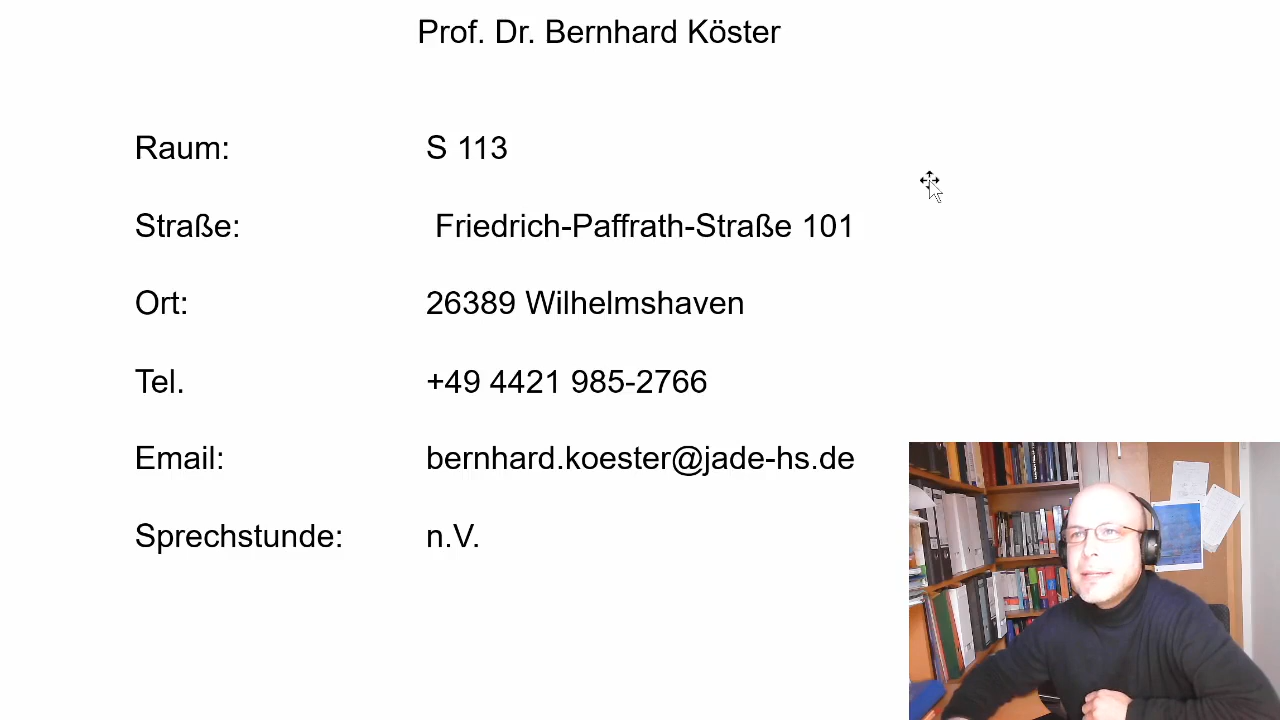 Prof. Dr. Bernhard Köster
Raum: S 113
Straße: Friedrich-Paffrath-Straße 101
Ort: 26389 Wilhelmshaven
Tel. +49 4421 985-2766
Email: bernhard.koester@jade-hs.de
Sprechstunde: n.V.